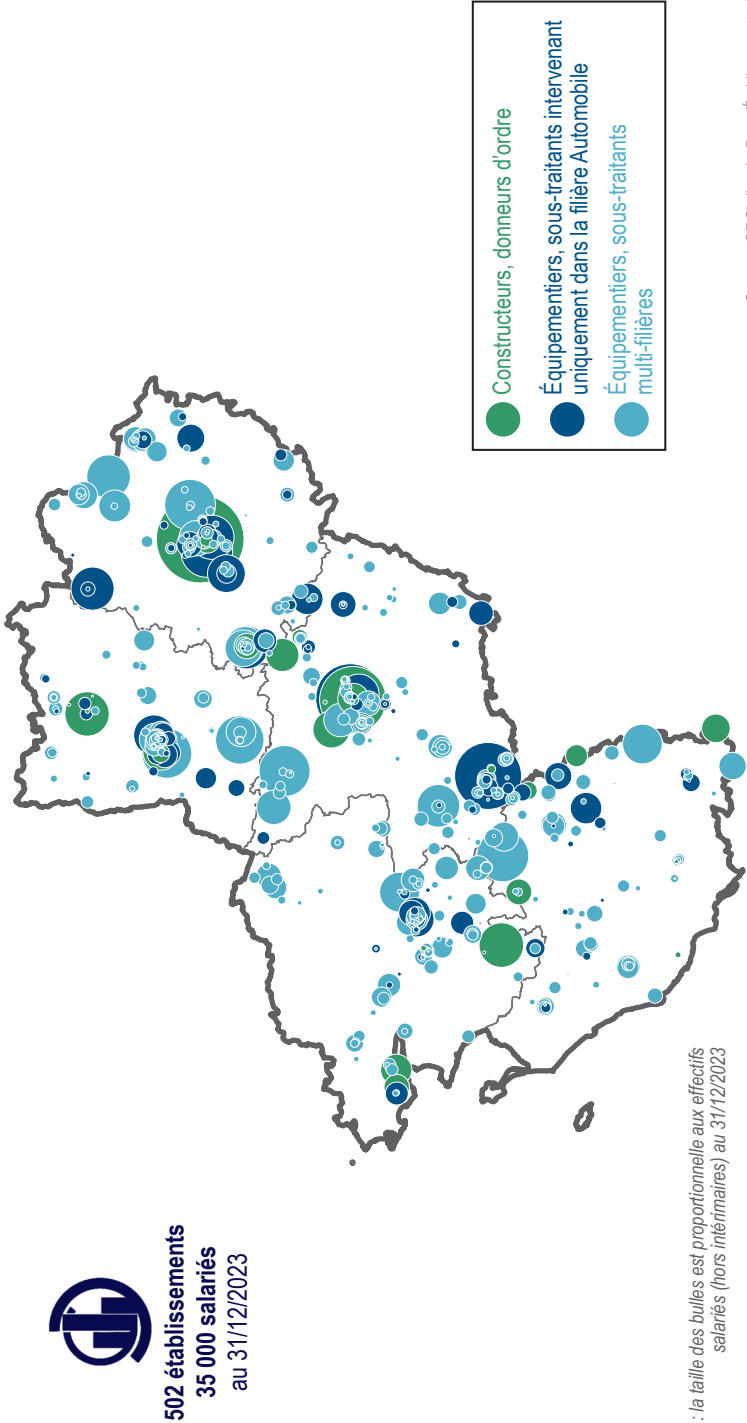 502 établissements
35 000 salariés
au 31/12/2023
Constructeurs, donneurs d'ordre
Équipementiers, sous-traitants intervenant
uniquement dans la filière Automobile
Équipementiers, sous-traitants
multi-filières
: la taille des bulles est proportionnelle aux effectifs
salariés (hors intérimaires) au 31/12/2023